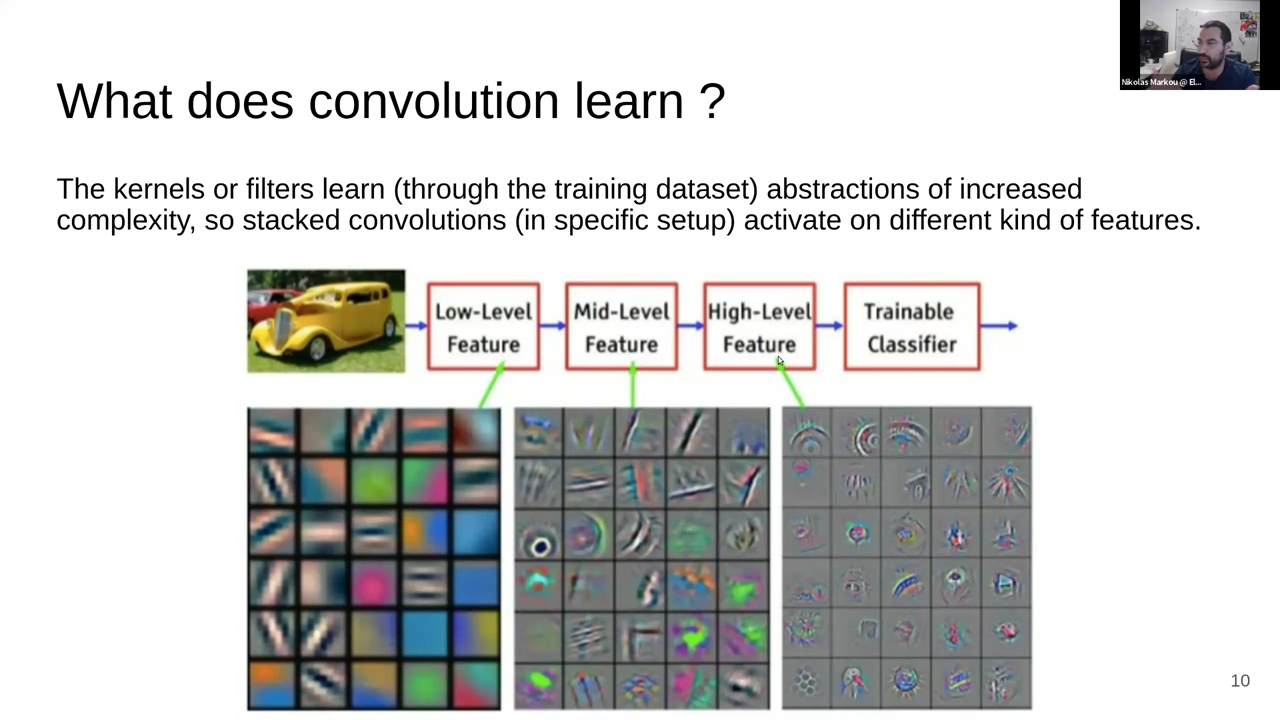 Nikolas Markou @ El...
What does convolution learn ?
The kernels or filters learn (through the training dataset) abstractions of increased
complexity, so stacked convolutions (in specific setup) activate on different kind of features.
Low-Level
Feature
Mid-Level
Feature
High-Level
Feature
Trainable
Classifier
10